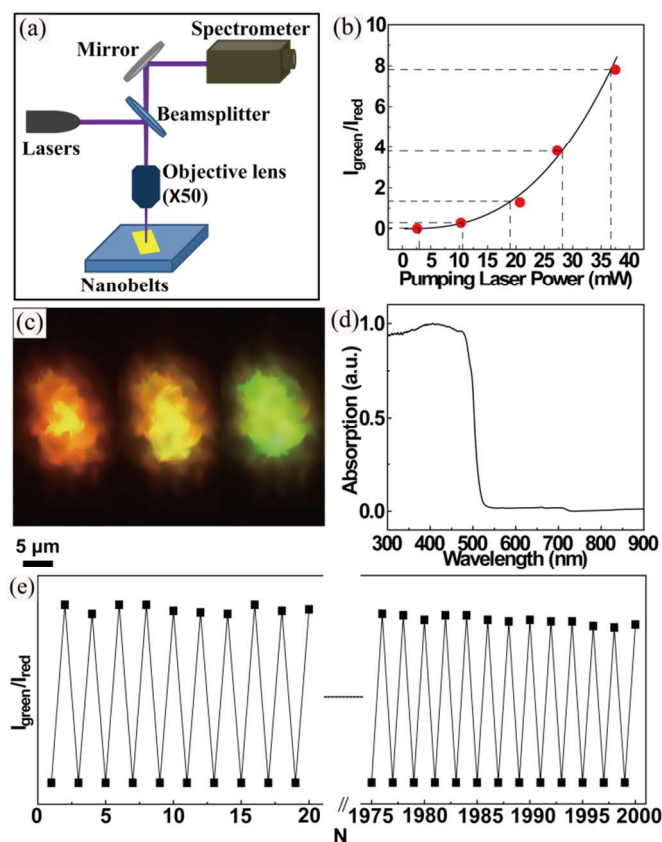 (a)
Spectrometer
Mirror
Beamsplitter
Lasers
Objective lens
(X50)
Nanobelts
(b)
8
6
4
2
0
Igreen/Ired
0 5 10 15 20 25 30 35 40
Pumping Laser Power (mW)
(c)
5 µm
(d)
1.0
0.5
0.0
Absorption (a.u.)
300 400 500 600 700 800 900
Wavelength (nm)
(e)
Igreen/Ired
0 5 10 15 20 // 1975 1980 1985 1990 1995 2000
N